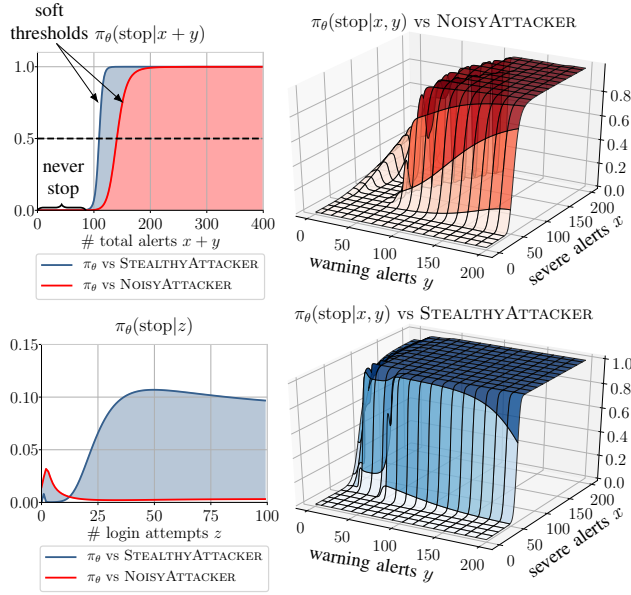 soft
thresholds
πθ(stop|x + y)
1.0
0.5
0.0
never
stop
0
100
200
300
400
# total alerts x + y
πθ vs STEALTHYATTACKER
πθ vs NOISYATTACKER
πθ(stop|x, y) vs NOISYATTACKER
0.8
0.6
0.4
0.2
0.0
0
50
100
150
200
warning alerts y
0
50
100
150
200
severe alerts x
πθ(stop|z)
0.15
0.10
0.05
0.00
0
25
50
75
100
# login attempts z
πθ vs STEALTHYATTACKER
πθ vs NOISYATTACKER
πθ(stop|x, y) vs STEALTHYATTACKER
1.0
0.8
0.6
0.4
0.2
0.0
0
50
100
150
200
warning alerts y
0
50
100
150
200
severe alerts x